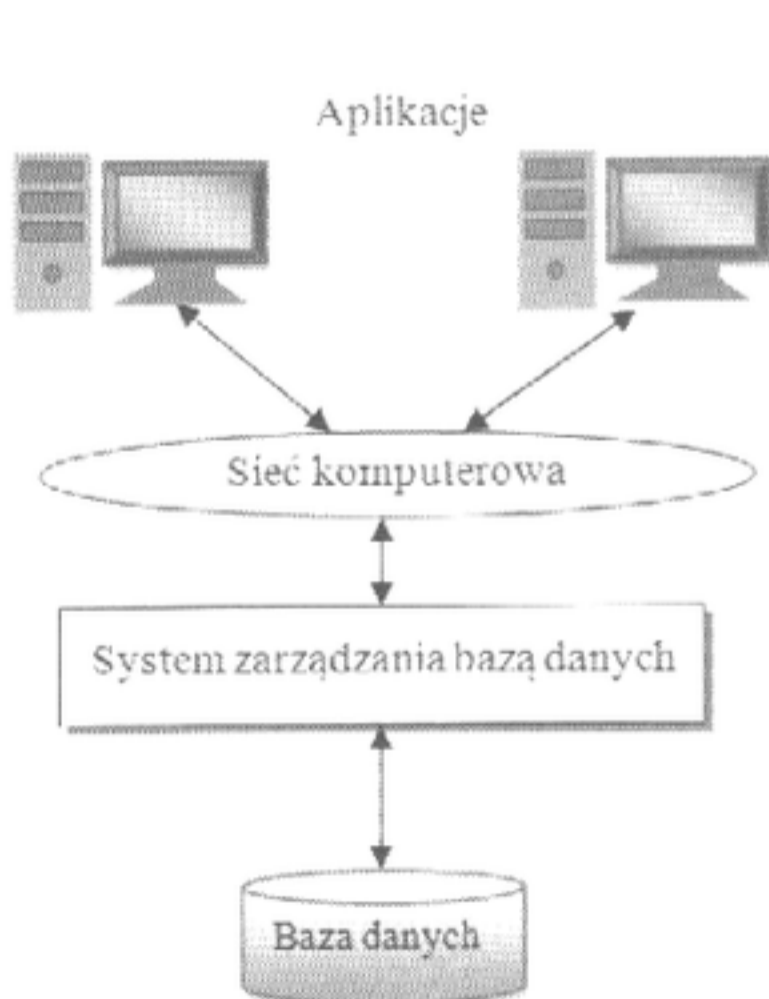 Aplikacje
Sieć komputerowa
System zarządzania bazą danych
Baza danych